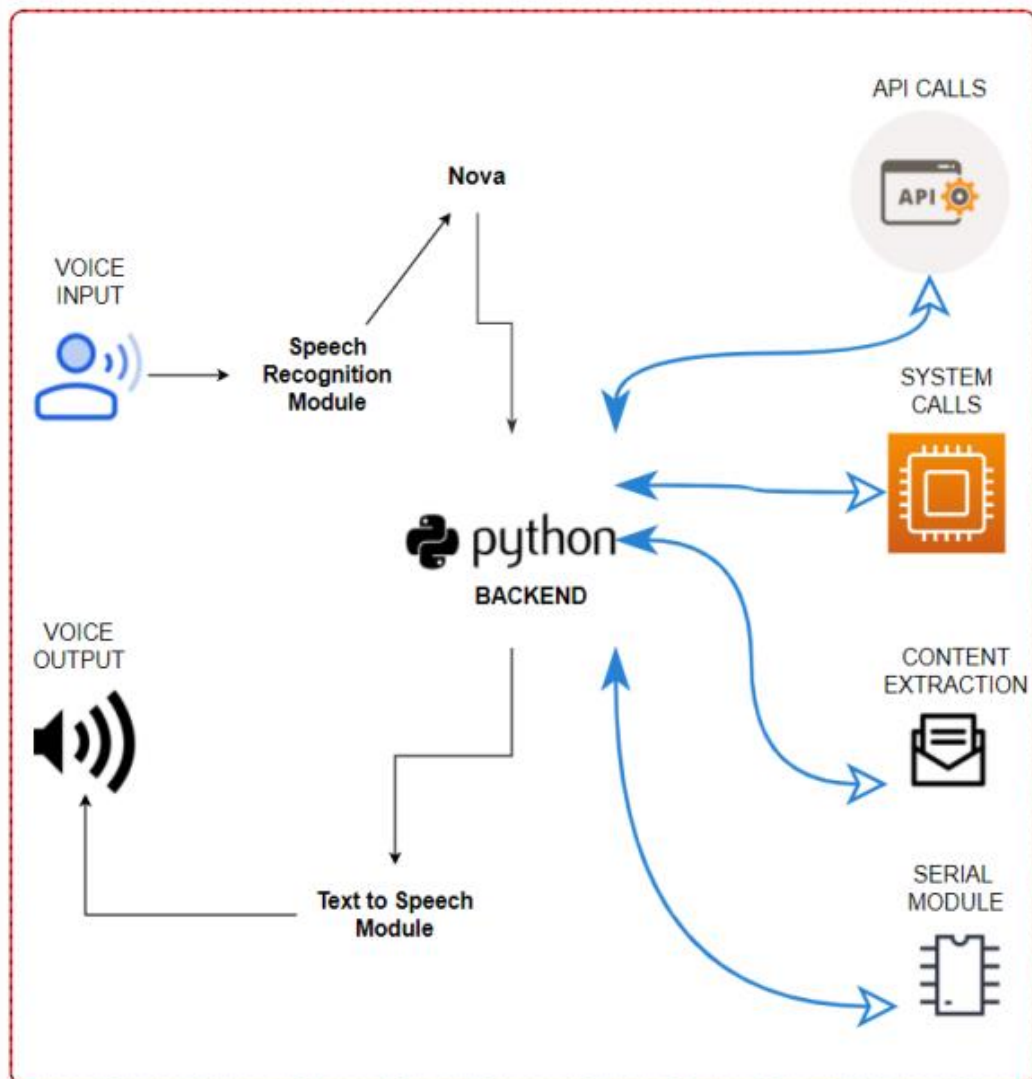 API CALLS
API
Nova
VOICE
INPUT
Speech
Recognition
Module
SYSTEM
CALLS
python
BACKEND
VOICE
OUTPUT
CONTENT
EXTRACTION
Text to Speech
Module
SERIAL
MODULE